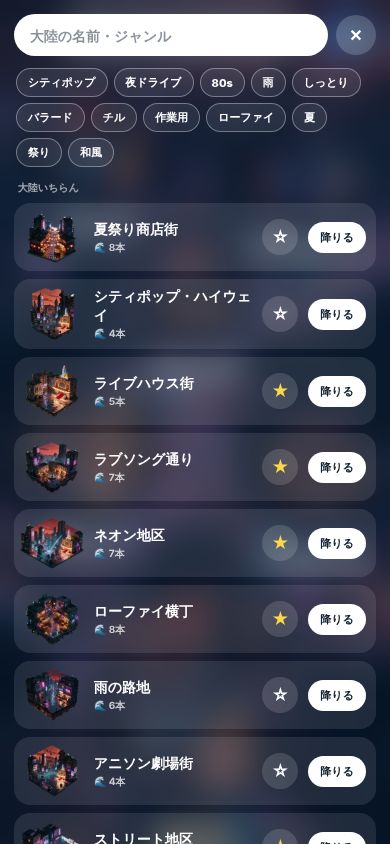 大陸の名前・ジャンル
✕
シティポップ
夜ドライブ
80s
雨
しっとり
バラード
チル
作業用
ローファイ
夏
祭り
和風
大陸いちらん
夏祭り商店街
🌊 8本
降りる
シティポップ・ハイウェ
イ
🌊 4本
降りる
ライブハウス街
🌊 5本
降りる
ラブソング通り
🌊 7本
降りる
ネオン地区
🌊 7本
降りる
ローファイ横丁
🌊 8本
降りる
雨の路地
🌊 6本
降りる
アニソン劇場街
🌊 4本
降りる
ストリート地区